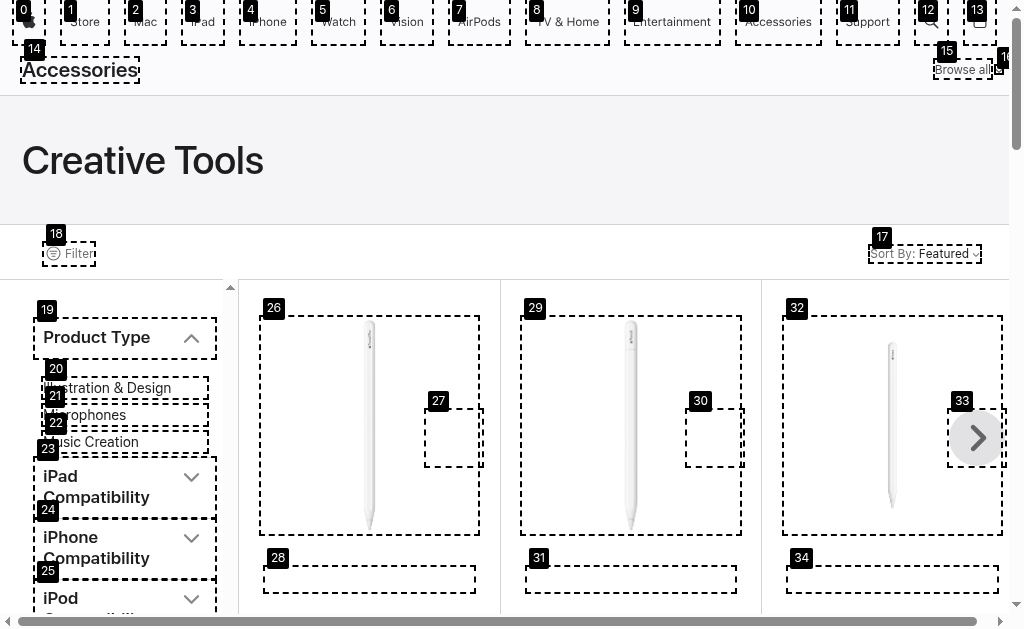 0 1 2 3 4 5 6 7 8 9 10 11 12 13
Store Mac iPad iPhone Watch Vision AirPods TV & Home Entertainment Accessories Support
14 15 16
Accessories Browse all
Creative Tools
18 17
Filter Sort By: Featured
19 26 29 32
Product Type
20
Illustration & Design
21 27 30 33
Microphones
22
Music Creation
23
iPad
Compatibility
24
iPhone
Compatibility
28 31 34
25
iPod